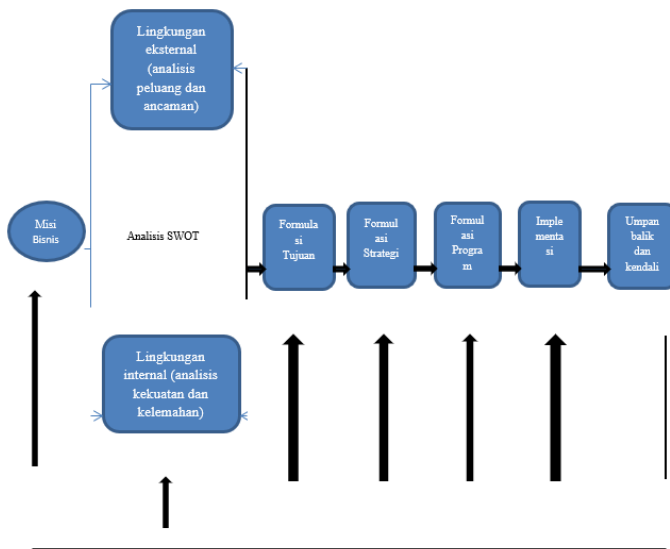 Lingkungan
eksternal
(analisis
peluang dan
ancaman)
Misi
Bisnis
Analisis SWOT
Formula
si
Tujuan
Formul
asi
Strategi
Formul
asi
Progra
m
Imple
menta
si
Umpan
balik
dan
kendali
Lingkungan
internal (analisis
kekuatan dan
kelemahan)